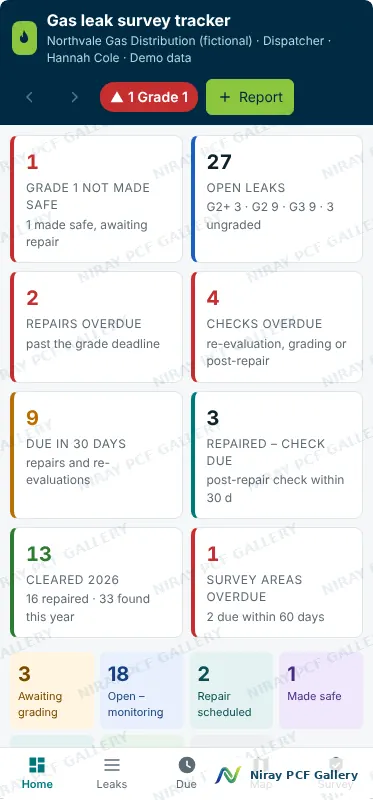 Gas leak survey tracker
Northvale Gas Distribution (fictional) · Dispatcher ·
Hannah Cole · Demo data
▲ 1 Grade 1
+ Report
1
GRADE 1 NOT MADE
SAFE
1 made safe, awaiting
repair
27
OPEN LEAKS
G2+ 3 · G2 9 · G3 9 · 3
ungraded
2
REPAIRS OVERDUE
past the grade deadline
4
CHECKS OVERDUE
re-evaluation, grading or
post-repair
9
DUE IN 30 DAYS
repairs and re-
evaluations
3
REPAIRED – CHECK
DUE
post-repair check within
30 d
13
CLEARED 2026
16 repaired · 33 found
this year
1
SURVEY AREAS
OVERDUE
2 due within 60 days
3
Awaiting
grading
18
Open –
monitoring
2
Repair
scheduled
1
Made safe
Home
Leaks
Due
Map
Survey
Niray PCF Gallery
NIRAY PCF GALLERY